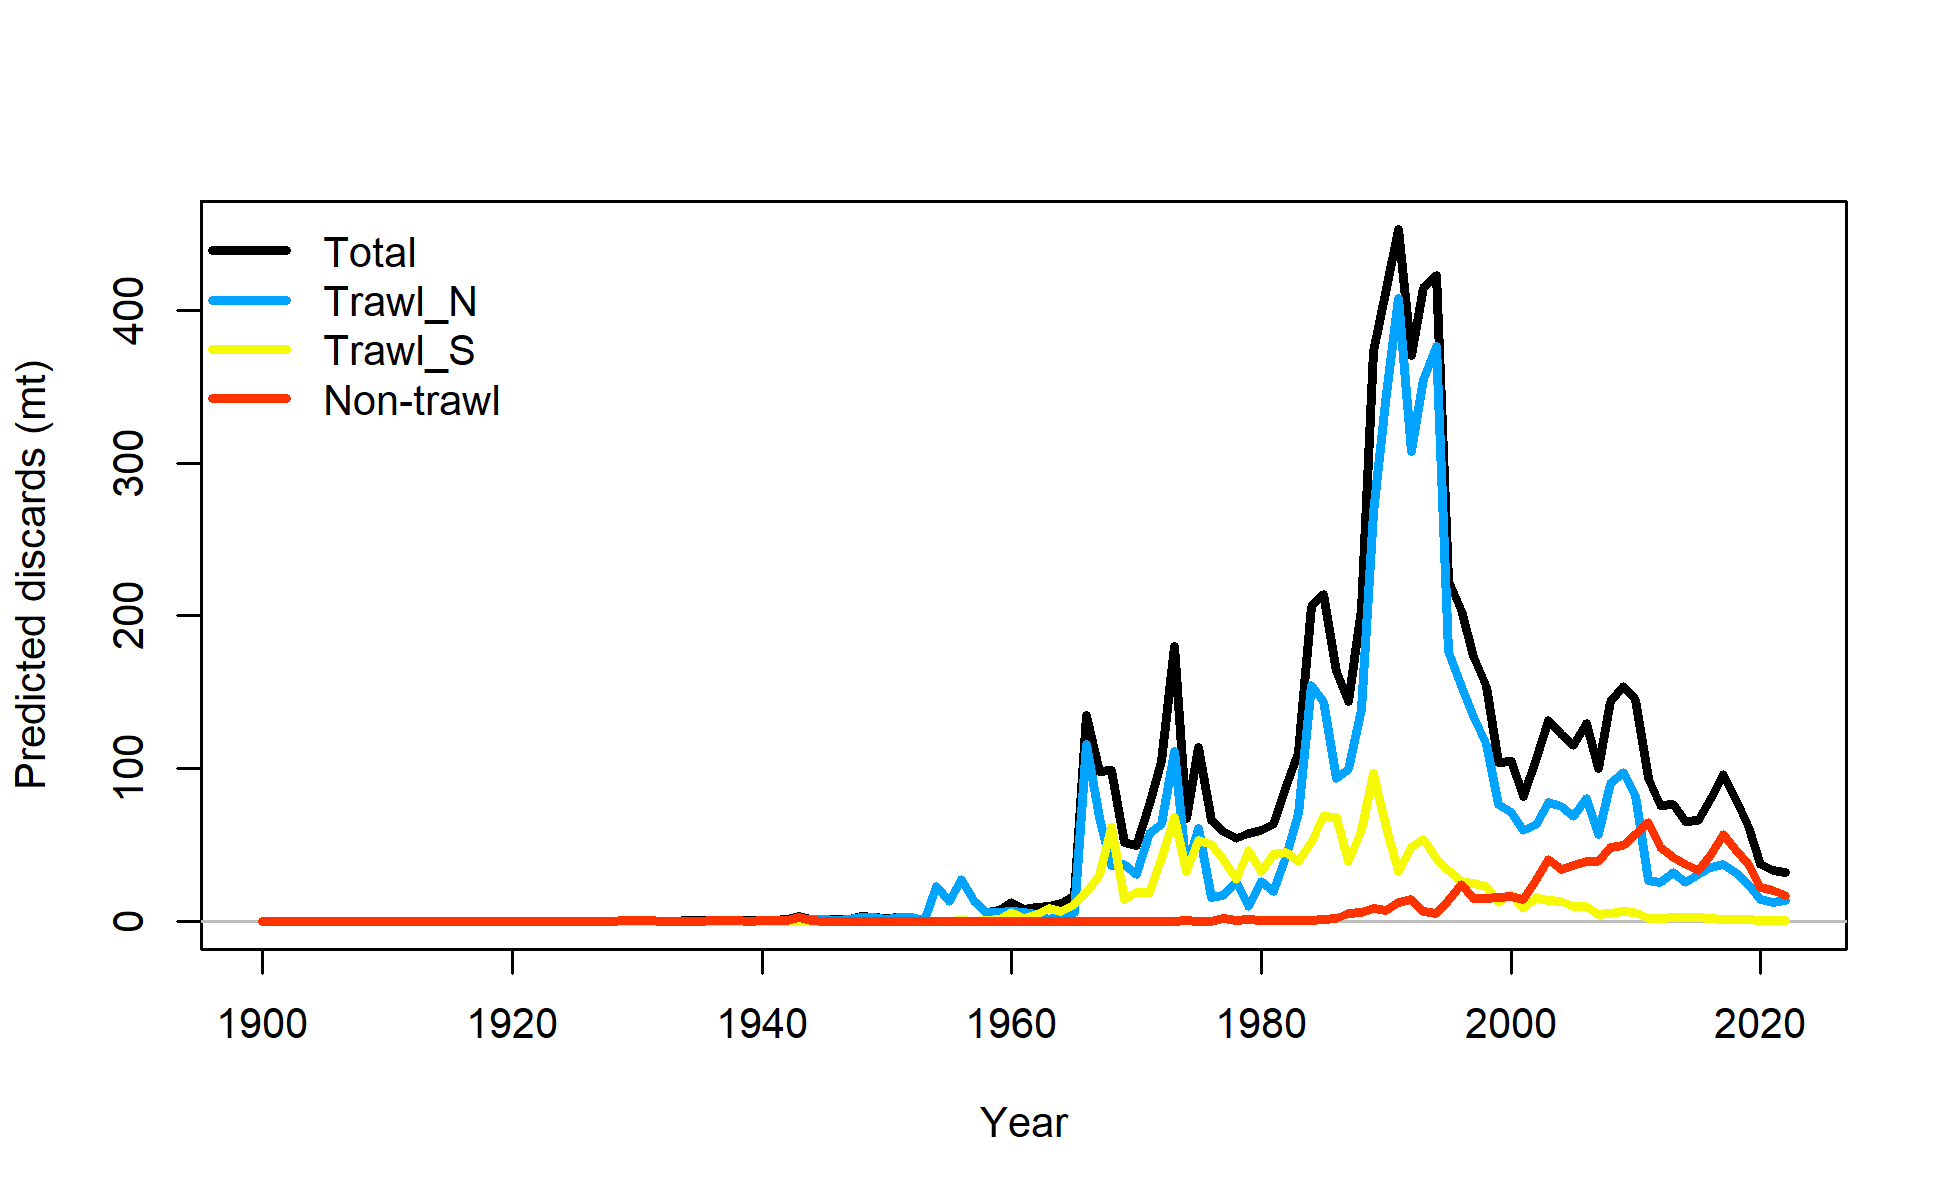 Total
Trawl_N
Trawl_S
Non-trawl
Predicted discards (mt)
400
300
200
100
0
1900 1920 1940 1960 1980 2000 2020
Year